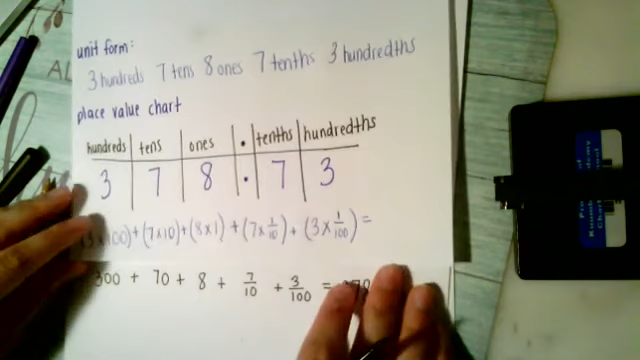 unit form:
3 hundreds 7 tens 8 ones 7 tenths 3 hundredths
place value chart
hundreds tens ones . tenths hundredths
3 7 8 . 7 3
100) + (7 x 10) + (8 x 1) + (7 x 1/10) + (3 x 1/100) =
300 + 70 + 8 + 7/10 + 3/100 =